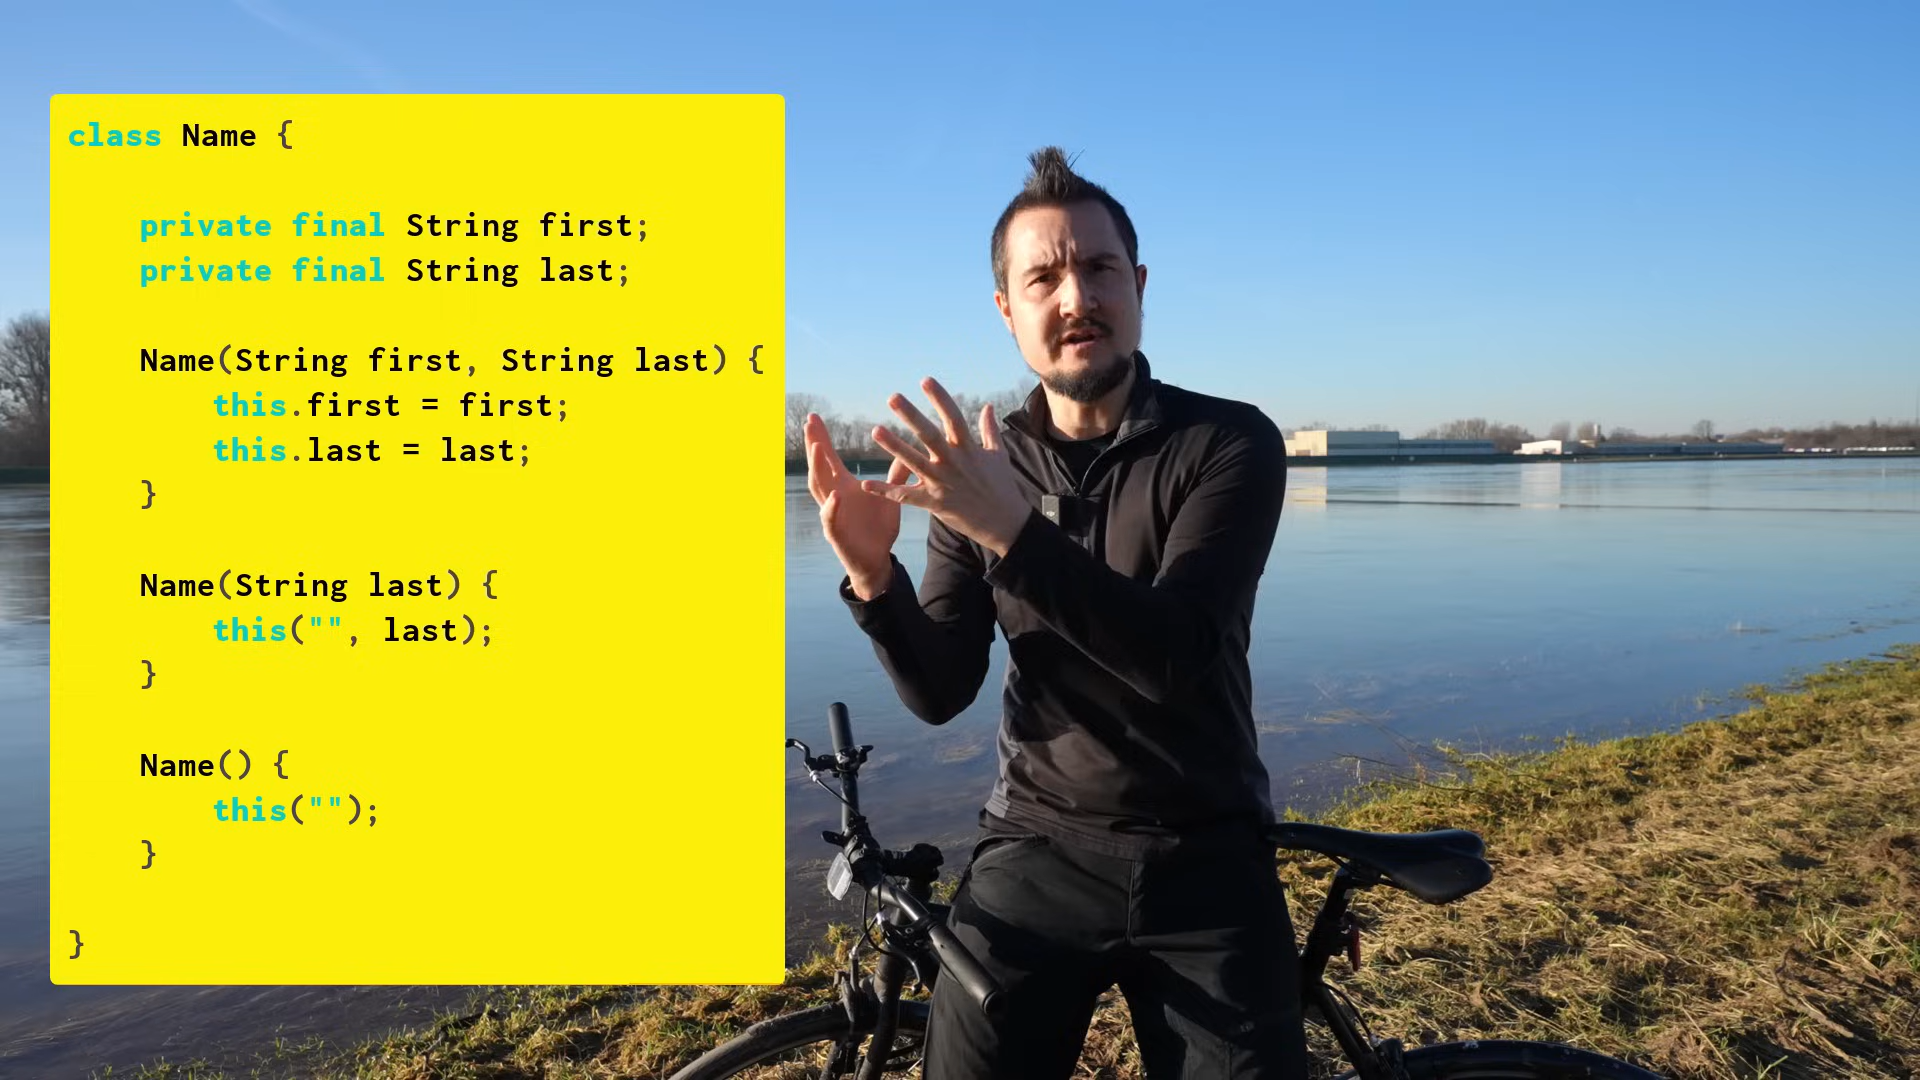 class Name {
private final String first;
private final String last;
Name(String first, String last) {
this.first = first;
this.last = last;
}
Name(String last) {
this("", last);
}
Name() {
this("");
}
}